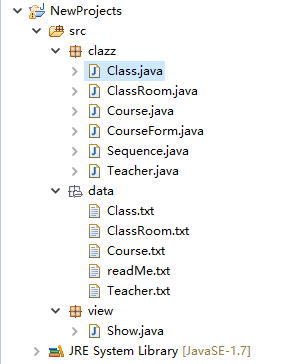 NewProjects
src
clazz
Class.java
ClassRoom.java
Course.java
CourseForm.java
Sequence.java
Teacher.java
data
Class.txt
ClassRoom.txt
Course.txt
readMe.txt
Teacher.txt
view
Show.java
JRE System Library [JavaSE-1.7]